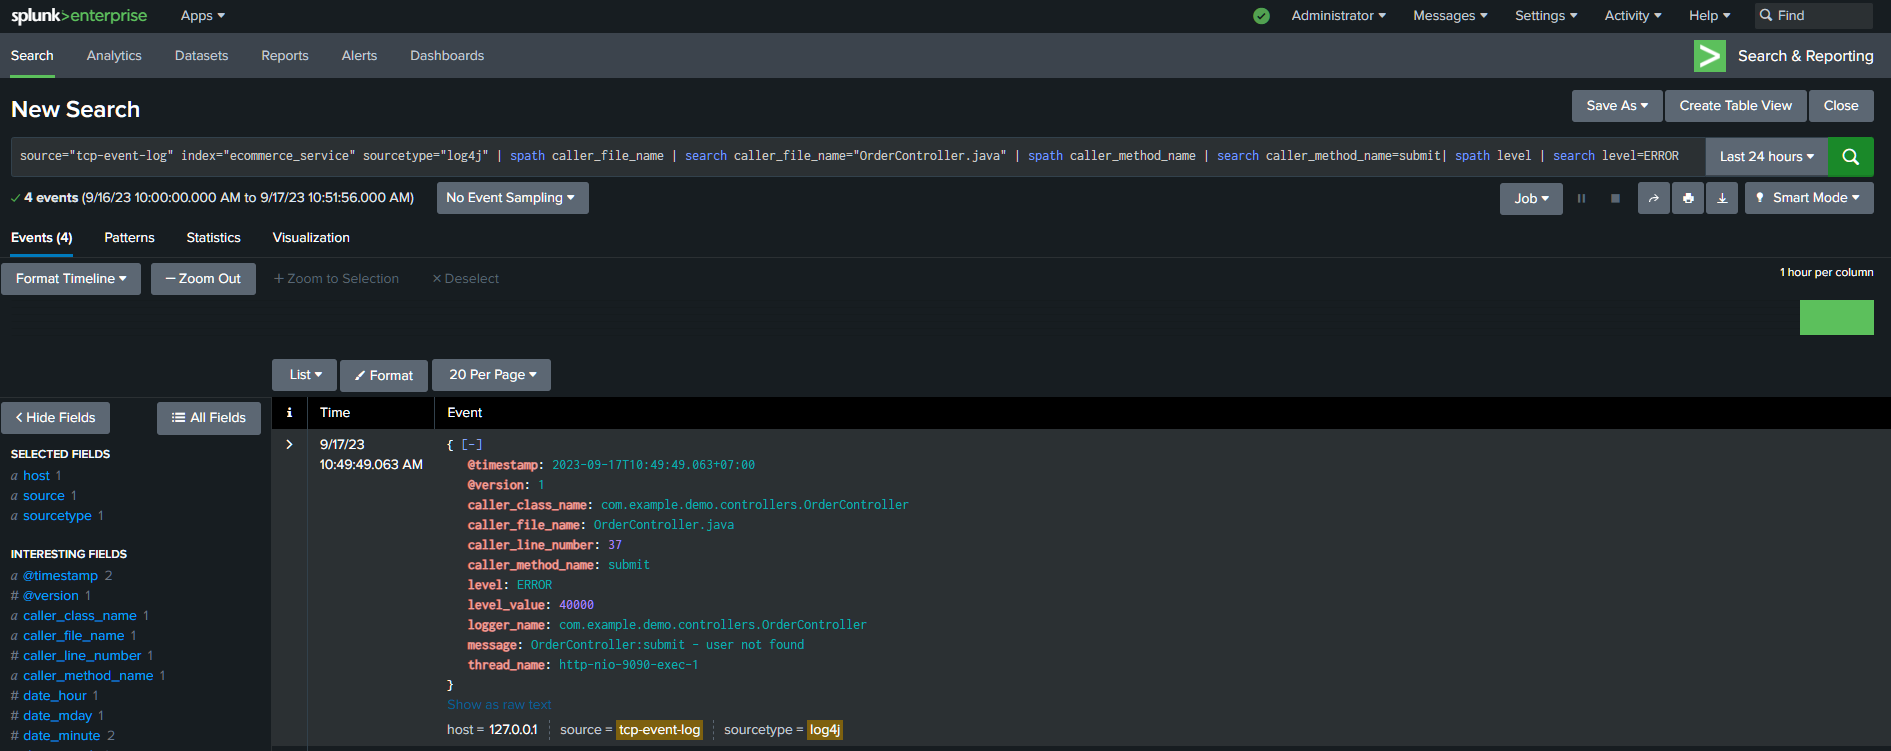 splunk>enterprise Apps Administrator Messages Settings Activity Help Find
Search Analytics Datasets Reports Alerts Dashboards Search & Reporting
New Search Save As Create Table View Close
source="tcp-event-log" index="ecommerce_service" sourcetype="log4j" | spath caller_file_name | search caller_file_name="OrderController.java" | spath caller_method_name | search caller_method_name=submit| spath level | search level=ERROR Last 24 hours
4 events (9/16/23 10:00:00.000 AM to 9/17/23 10:51:56.000 AM) No Event Sampling Job Smart Mode
Events (4) Patterns Statistics Visualization
Format Timeline — Zoom Out + Zoom to Selection × Deselect 1 hour per column
List Format 20 Per Page
i Time Event
< Hide Fields All Fields
SELECTED FIELDS
a host 1
a source 1
a sourcetype 1
INTERESTING FIELDS
a @timestamp 2
# @version 1
a caller_class_name 1
a caller_file_name 1
# caller_line_number 1
a caller_method_name 1
# date_hour 1
# date_mday 1
# date_minute 2
> 9/17/23
10:49:49.063 AM
{ [-]
@timestamp: 2023-09-17T10:49:49.063+07:00
@version: 1
caller_class_name: com.example.demo.controllers.OrderController
caller_file_name: OrderController.java
caller_line_number: 37
caller_method_name: submit
level: ERROR
level_value: 40000
logger_name: com.example.demo.controllers.OrderController
message: OrderController:submit - user not found
thread_name: http-nio-9090-exec-1
}
Show as raw text
host = 127.0.0.1 source = tcp-event-log sourcetype = log4j